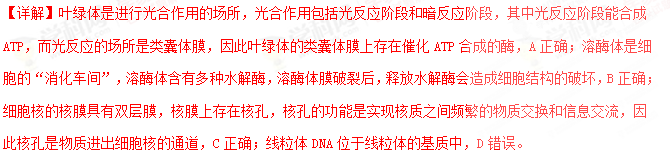 【详解】叶绿体是进行光合作用的场所，光合作用包括光反应阶段和暗反应阶段，其中光反应阶段能合成
ATP，而光反应的场所是类囊体膜，因此叶绿体的类囊体膜上存在催化 ATP 合成的酶，A 正确；溶酶体是细
胞的“消化车间”，溶酶体含有多种水解酶，溶酶体膜破裂后，释放水解酶会造成细胞结构的破坏，B 正确；
细胞核的核膜具有双层膜，核膜上存在核孔，核孔的功能是实现核质之间频繁的物质交换和信息交流，因
此核孔是物质进出细胞核的通道，C 正确；线粒体 DNA 位于线粒体的基质中，D 错误。